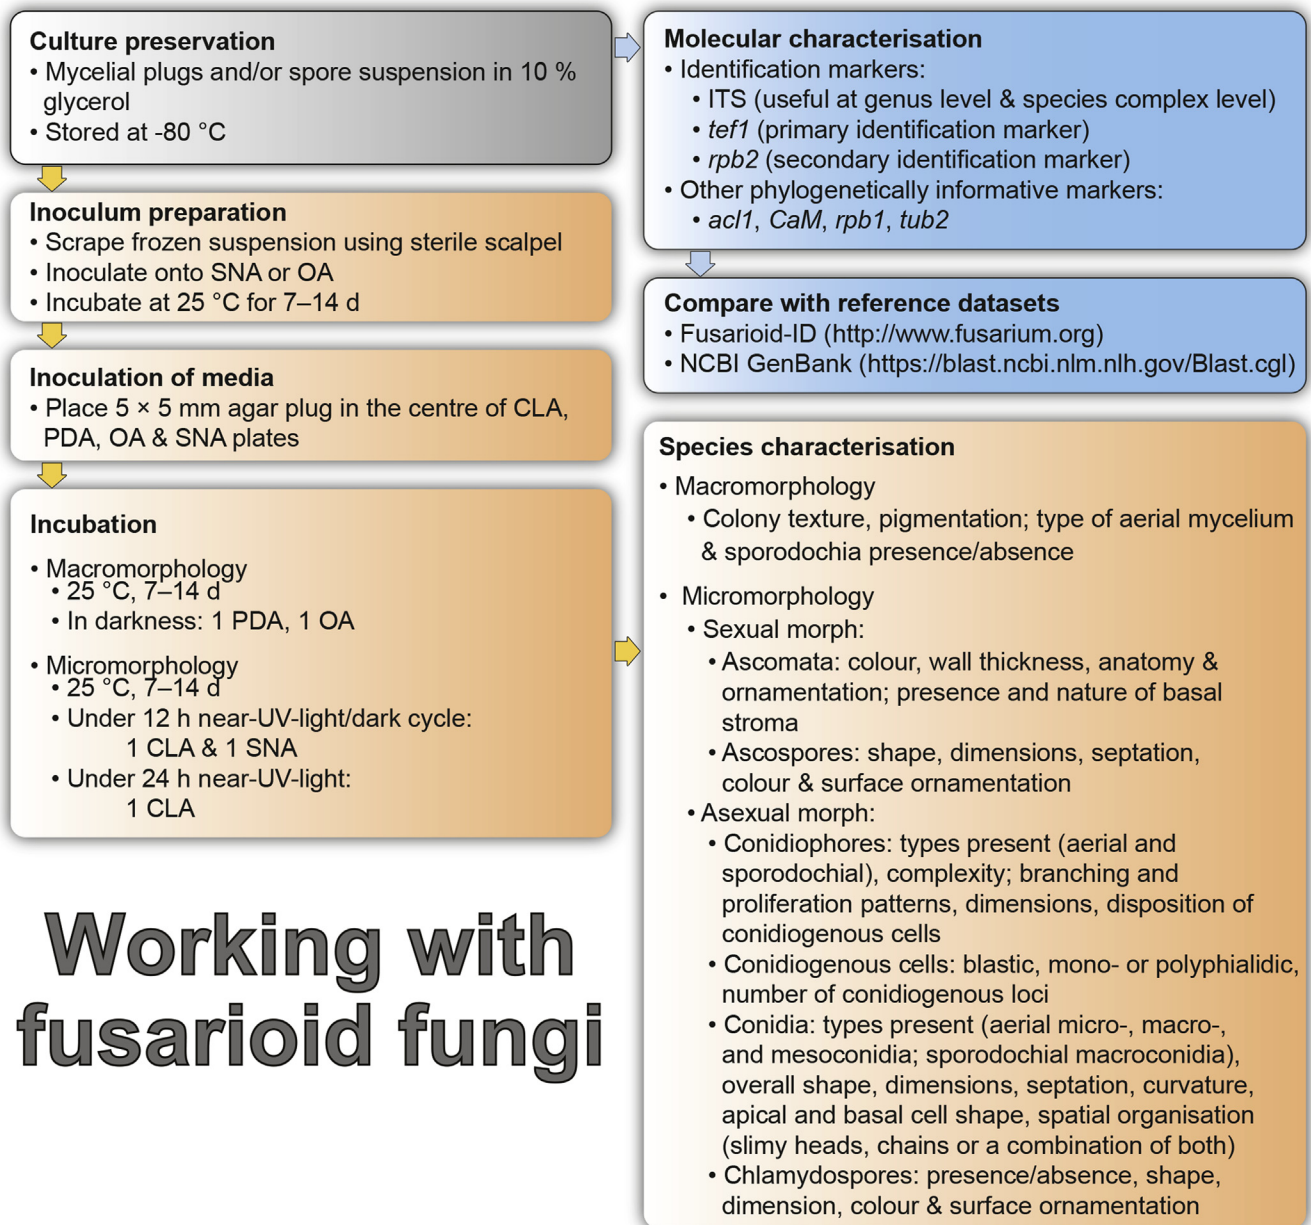 Culture preservation
• Mycelial plugs and/or spore suspension in 10 %
glycerol
• Stored at -80 °C
Inoculum preparation
• Scrape frozen suspension using sterile scalpel
• Inoculate onto SNA or OA
• Incubate at 25 °C for 7–14 d
Inoculation of media
• Place 5 × 5 mm agar plug in the centre of CLA,
PDA, OA & SNA plates
Incubation
• Macromorphology
• 25 °C, 7–14 d
• In darkness: 1 PDA, 1 OA
• Micromorphology
• 25 °C, 7–14 d
• Under 12 h near-UV-light/dark cycle:
1 CLA & 1 SNA
• Under 24 h near-UV-light:
1 CLA
Working with
fusarioid fungi
Molecular characterisation
• Identification markers:
• ITS (useful at genus level & species complex level)
• tef1 (primary identification marker)
• rpb2 (secondary identification marker)
• Other phylogenetically informative markers:
• acl1, CaM, rpb1, tub2
Compare with reference datasets
• Fusarioid-ID (http://www.fusarium.org)
• NCBI GenBank (https://blast.ncbi.nlm.nlh.gov/Blast.cgl)
Species characterisation
• Macromorphology
• Colony texture, pigmentation; type of aerial mycelium
& sporodochia presence/absence
• Micromorphology
• Sexual morph:
• Ascomata: colour, wall thickness, anatomy &
ornamentation; presence and nature of basal
stroma
• Ascospores: shape, dimensions, septation,
colour & surface ornamentation
• Asexual morph:
• Conidiophores: types present (aerial and
sporodochial), complexity; branching and
proliferation patterns, dimensions, disposition of
conidiogenous cells
• Conidiogenous cells: blastic, mono- or polyphialidic,
number of conidiogenous loci
• Conidia: types present (aerial micro-, macro-,
and mesoconidia; sporodochial macroconidia),
overall shape, dimensions, septation, curvature,
apical and basal cell shape, spatial organisation
(slimy heads, chains or a combination of both)
• Chlamydospores: presence/absence, shape,
dimension, colour & surface ornamentation